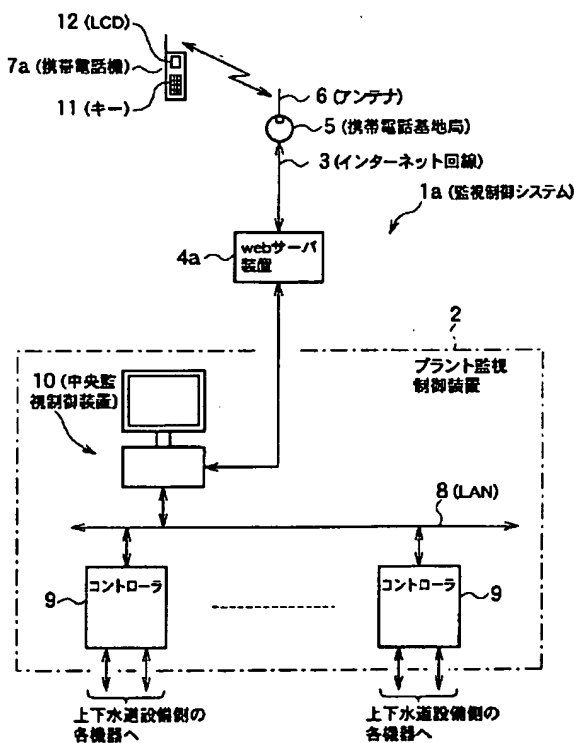 12 (LCD)
7a (携帯電話機)
11 (キー)
6 (アンテナ)
5 (携帯電話基地局)
3 (インターネット回線)
1a (監視制御システム)
4a
webサーバ
装置
2
プラント監視
制御装置
10 (中央監
視制御装置)
8 (LAN)
9
コントローラ
コントローラ
9
上下水道設備側の
各機器へ
上下水道設備側の
各機器へ